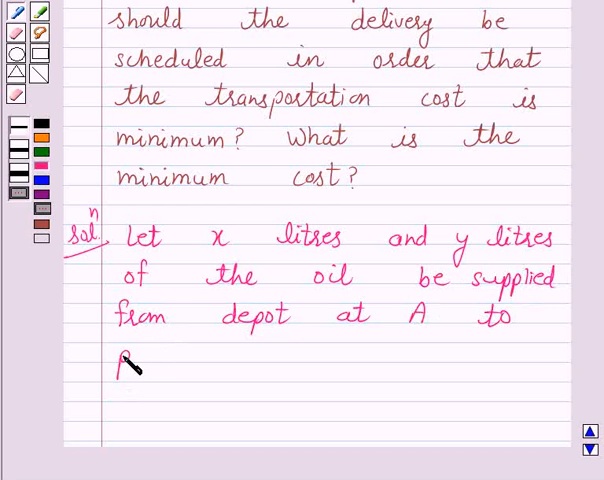 should the delivery be
scheduled in order that
the transportation cost is
minimum? What is the
minimum cost?
Solⁿ. Let x litres and y litres
of the oil be supplied
from depot at A to